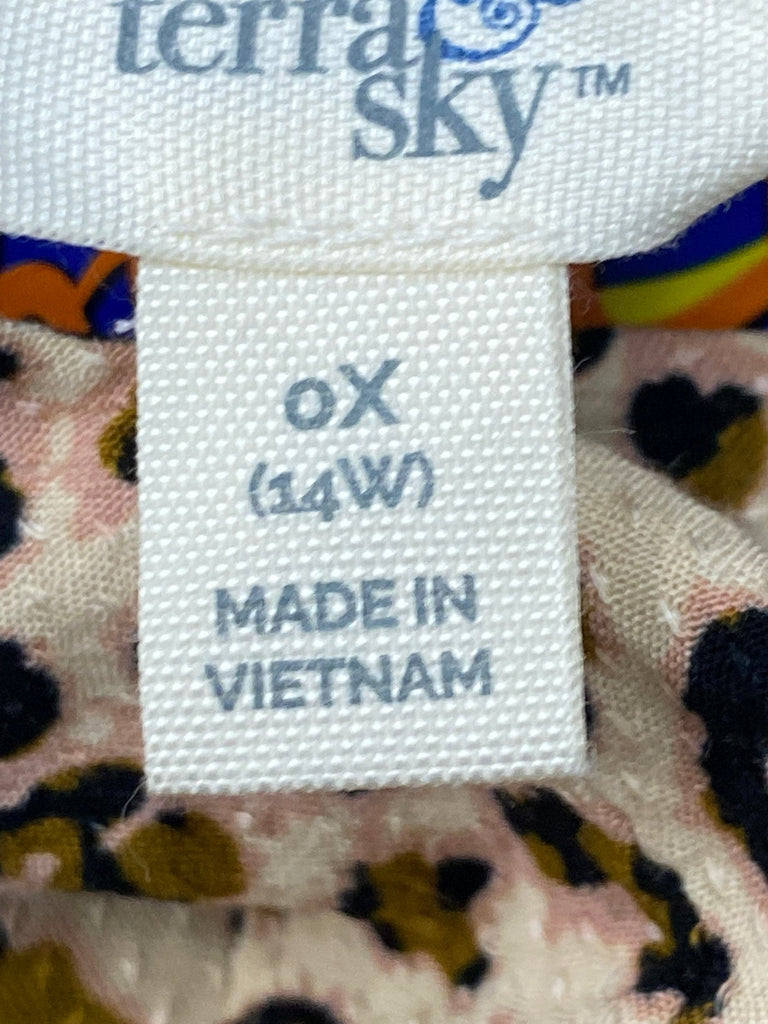 terra &
sky™
0X
(14W)
MADE IN
VIETNAM